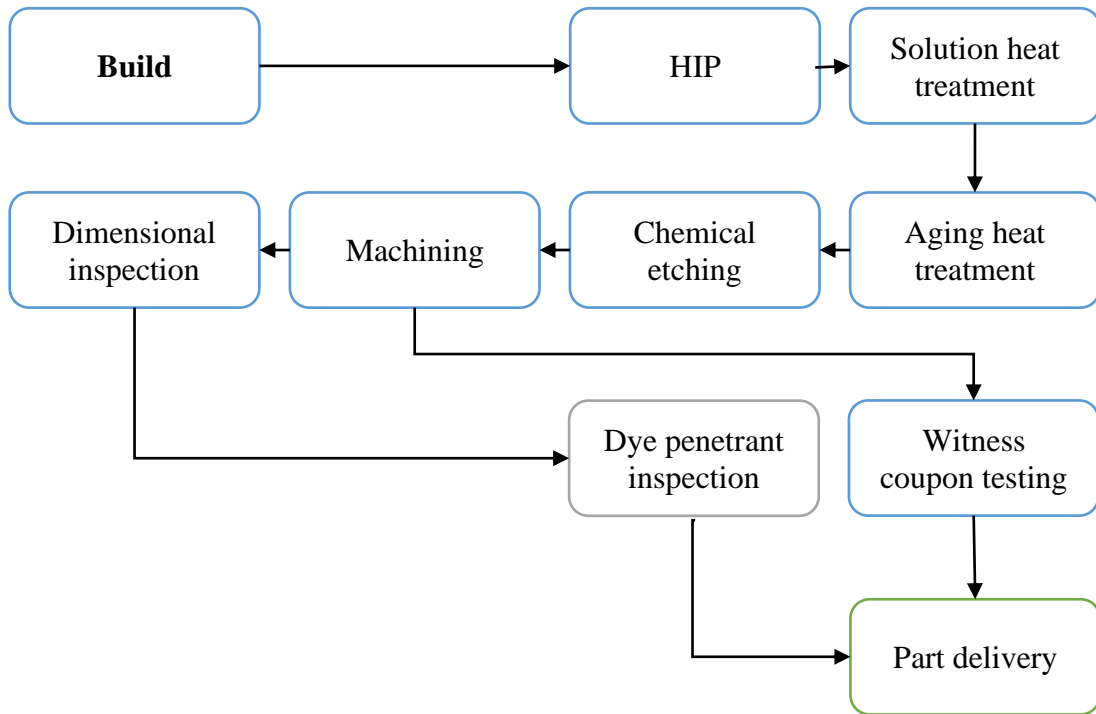 Build
HIP
Solution heat
treatment
Dimensional
inspection
Machining
Chemical
etching
Aging heat
treatment
Dye penetrant
inspection
Witness
coupon testing
Part delivery